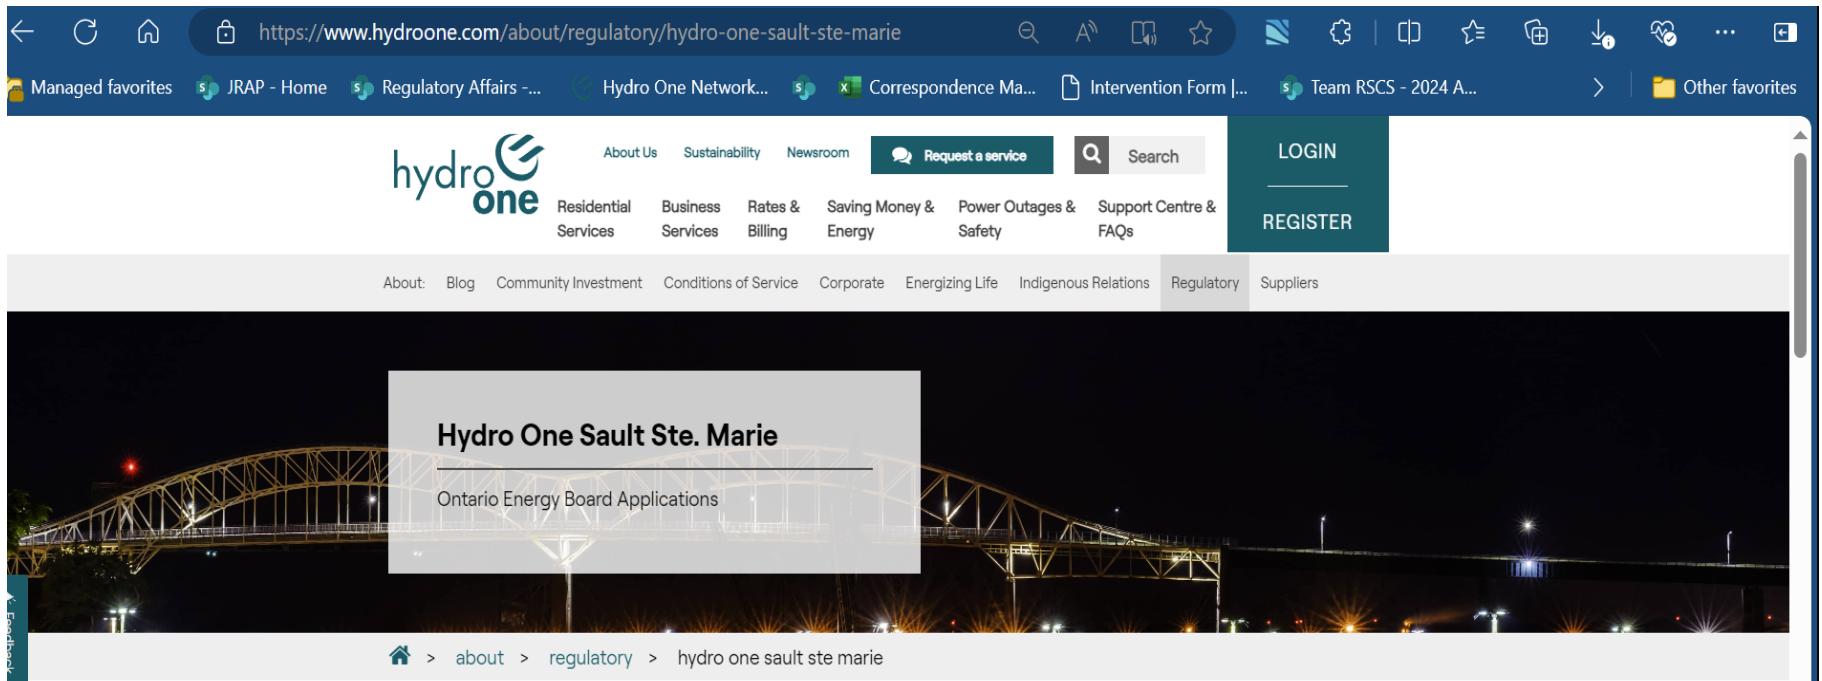 https://www.hydroone.com/about/regulatory/hydro-one-sault-ste-marie
Managed favorites JRAP - Home Regulatory Affairs -... Hydro One Network... Correspondence Ma... Intervention Form |... Team RSCS - 2024 A... Other favorites
hydro one
About Us Sustainability Newsroom Request a service Search
LOGIN
REGISTER
Residential Services Business Services Rates & Billing Saving Money & Energy Power Outages & Safety Support Centre & FAQs
About: Blog Community Investment Conditions of Service Corporate Energizing Life Indigenous Relations Regulatory Suppliers
Hydro One Sault Ste. Marie
Ontario Energy Board Applications
Feedback
> about > regulatory > hydro one sault ste marie